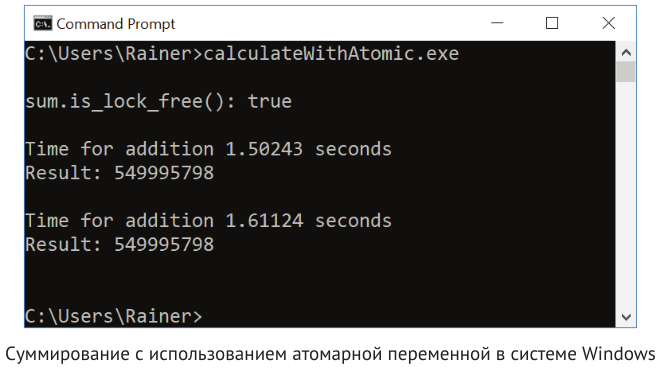 Command Prompt
C:\Users\Rainer>calculateWithAtomic.exe
sum.is_lock_free(): true
Time for addition 1.50243 seconds
Result: 549995798
Time for addition 1.61124 seconds
Result: 549995798
C:\Users\Rainer>
Суммирование с использованием атомарной переменной в системе Windows